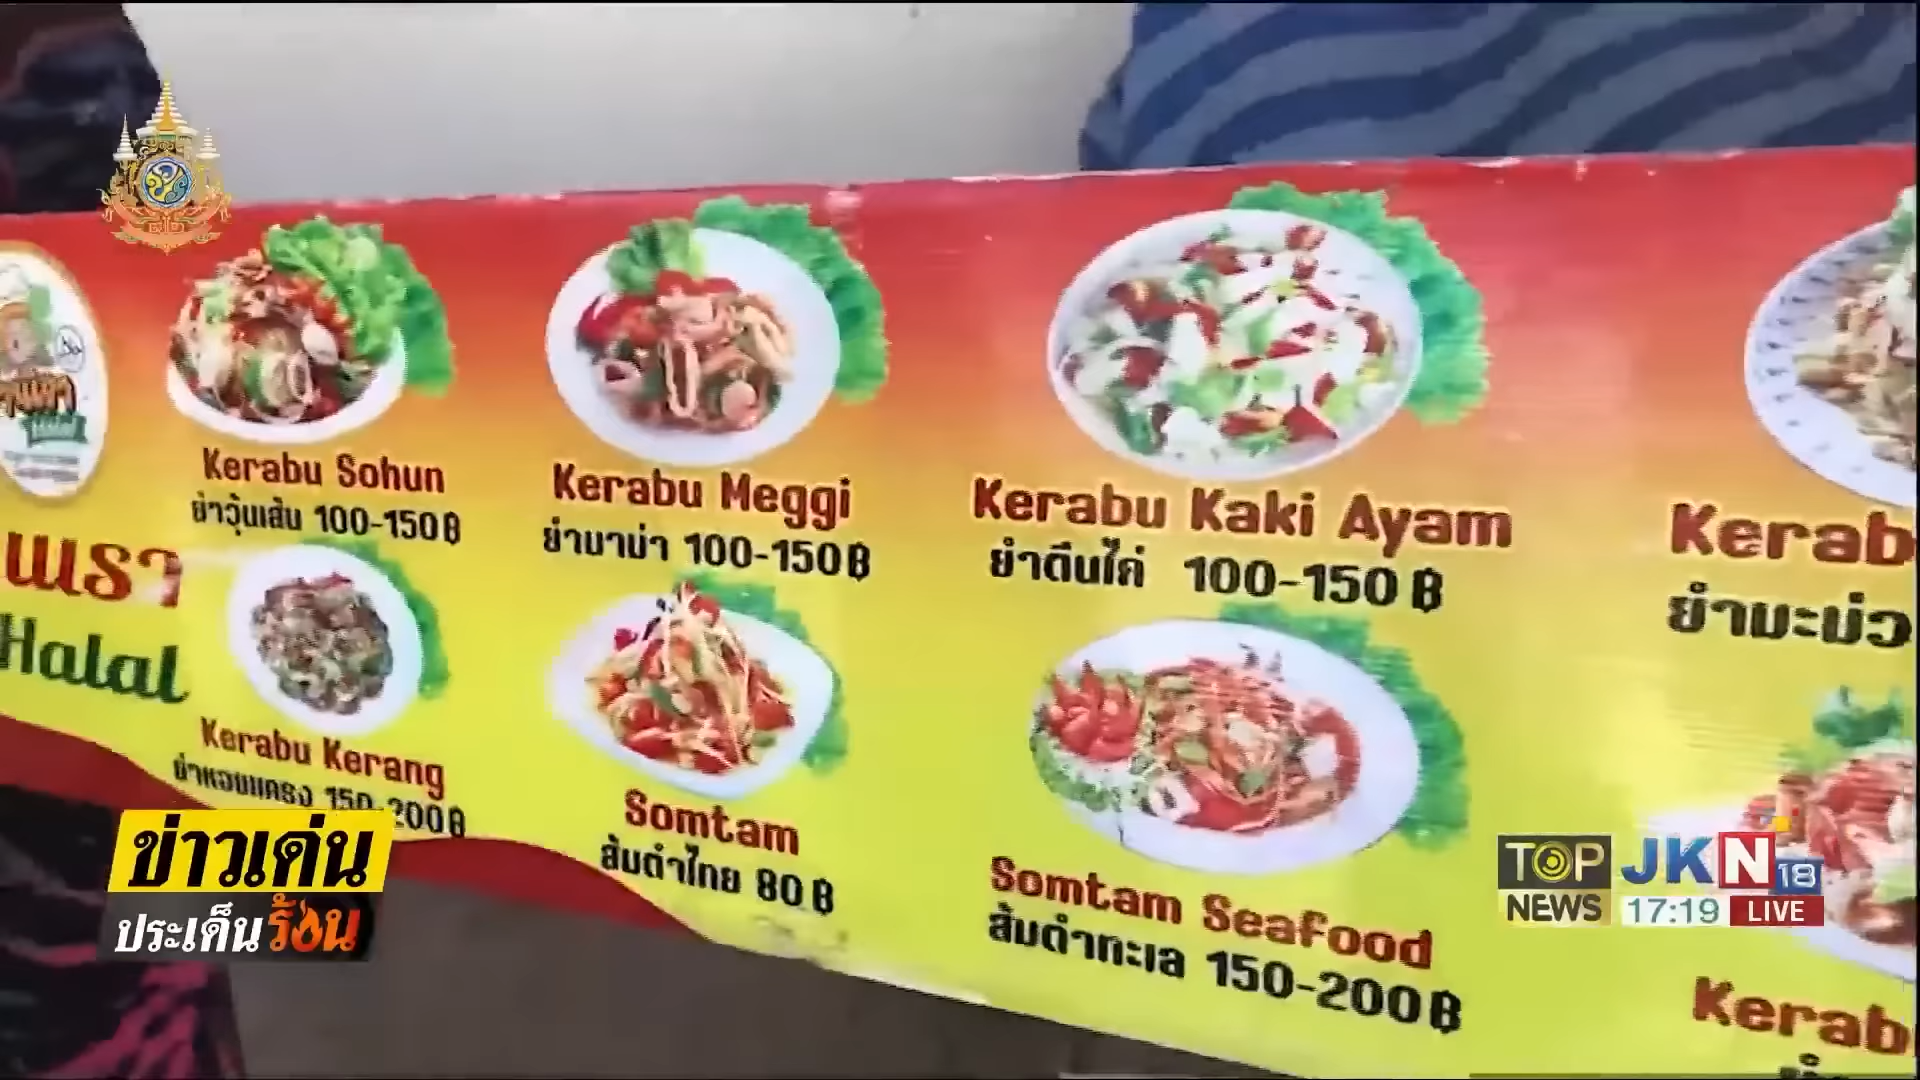 Kerabu Sohun
ยำวุ้นเส้น 100-150฿
Kerabu Meggi
ยำมาม่า 100-150฿
Kerabu Kaki Ayam
ยำตีนไก่ 100-150฿
Kerab
ยำมะม่ว
พรา
Halal
Kerabu Kerang
ยำหอยแครง 150-200฿
Somtam
ส้มตำไทย 80฿
Somtam Seafood
ส้มตำทะเล 150-200฿
Kerab
ข่าวเด่น
ประเด็นร้อน
TOP
NEWS
JKN
18
17:19
LIVE